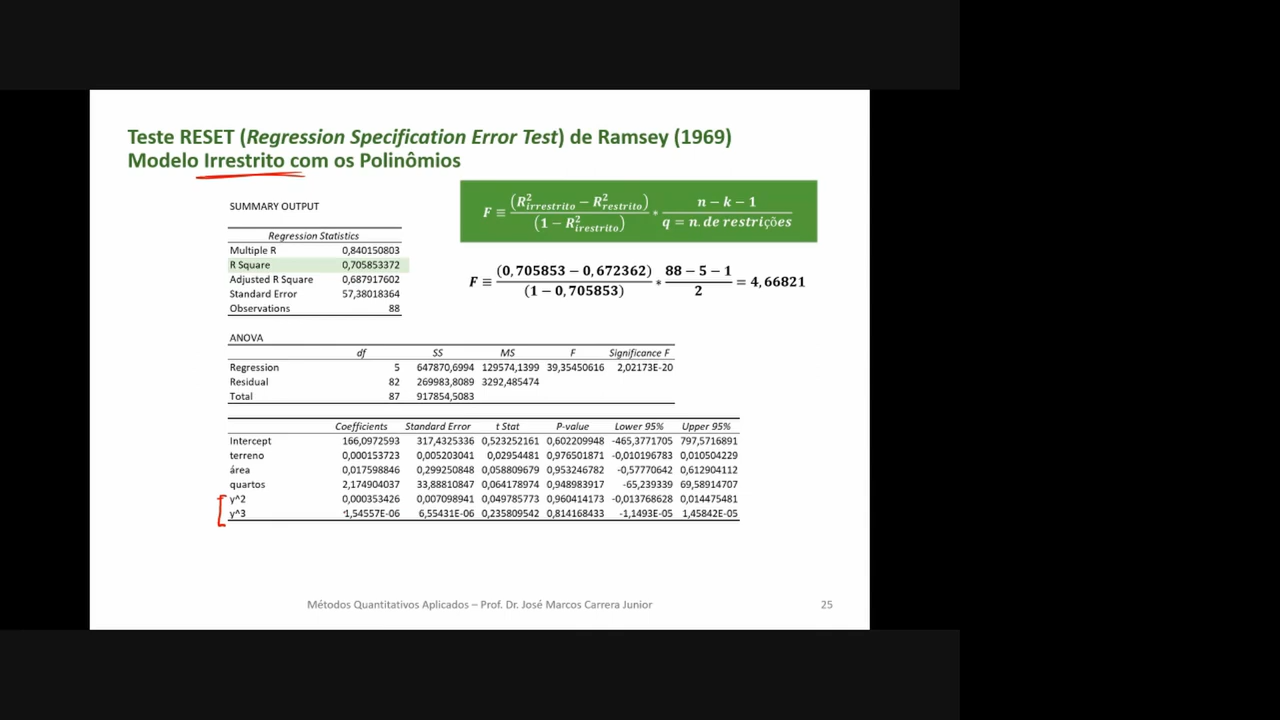 Teste RESET (Regression Specification Error Test) de Ramsey (1969)
Modelo Irrestrito com os Polinômios
SUMMARY OUTPUT
Regression Statistics
Multiple R 0,840150803
R Square 0,705853372
Adjusted R Square 0,687917602
Standard Error 57,38018364
Observations 88
F ≡ (R²irrestrito − R²restrito) / (1 − R²irestrito) * n − k − 1 / q = n. de restrições
F ≡ (0,705853 − 0,672362) / (1 − 0,705853) * 88 − 5 − 1 / 2 = 4,66821
ANOVA
df SS MS F Significance F
Regression 5 647870,6994 129574,1399 39,35450616 2,02173E-20
Residual 82 269983,8089 3292,485474
Total 87 917854,5083
Coefficients Standard Error t Stat P-value Lower 95% Upper 95%
Intercept 166,0972593 317,4325336 0,523252161 0,602209948 -465,3771705 797,5716891
terreno 0,000153723 0,005203041 0,02954481 0,976501871 -0,010196783 0,010504229
área 0,017598846 0,299250848 0,058809679 0,953246782 -0,57770642 0,612904112
quartos 2,174904037 33,88810847 0,064178974 0,948983917 -65,239339 69,58914707
y^2 0,000353426 0,007098941 0,049785773 0,960414173 -0,013768628 0,014475481
y^3 1,54557E-06 6,55431E-06 0,235809542 0,814168433 -1,1493E-05 1,45842E-05
Métodos Quantitativos Aplicados – Prof. Dr. José Marcos Carrera Junior 25